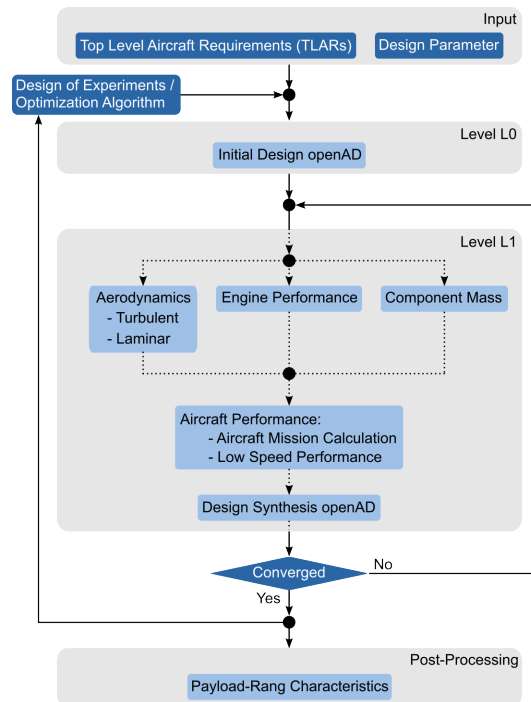 Input
Top Level Aircraft Requirements (TLARs)
Design Parameter
Design of Experiments /
Optimization Algorithm
Level L0
Initial Design openAD
Level L1
Aerodynamics
- Turbulent
- Laminar
Engine Performance
Component Mass
Aircraft Performance:
- Aircraft Mission Calculation
- Low Speed Performance
Design Synthesis openAD
Converged
No
Yes
Post-Processing
Payload-Rang Characteristics